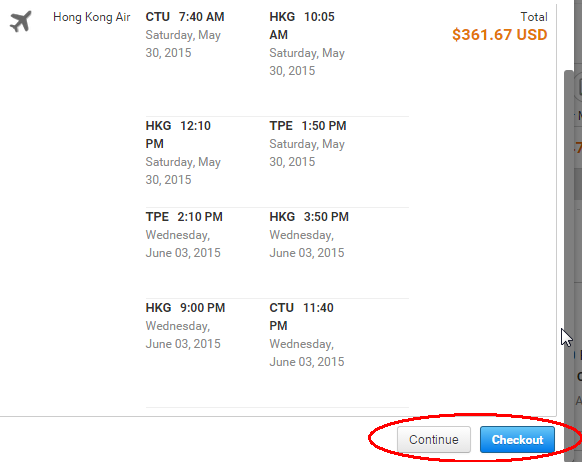 Hong Kong Air
CTU 7:40 AM
Saturday, May
30, 2015
HKG 10:05
AM
Saturday, May
30, 2015
Total
$361.67 USD
HKG 12:10
PM
Saturday, May
30, 2015
TPE 1:50 PM
Saturday, May
30, 2015
TPE 2:10 PM
Wednesday,
June 03, 2015
HKG 3:50 PM
Wednesday,
June 03, 2015
HKG 9:00 PM
Wednesday,
June 03, 2015
CTU 11:40
PM
Wednesday,
June 03, 2015
Continue
Checkout